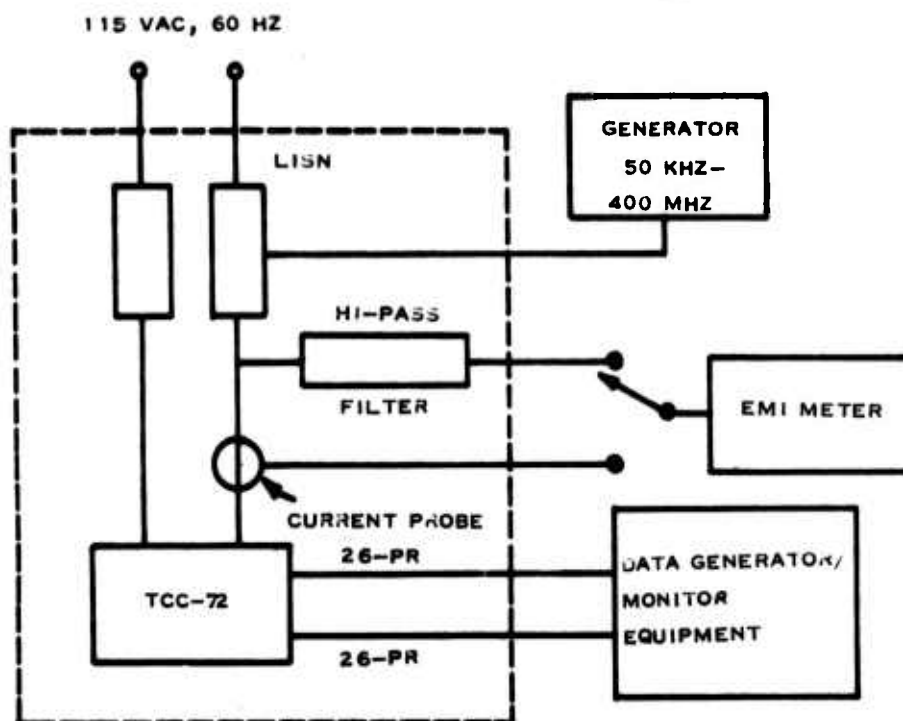 115 VAC, 60 HZ
LISN
GENERATOR
50 KHZ-
400 MHZ
HI-PASS
FILTER
EMI METER
CURRENT PROBE
26-PR
TCC-72
DATA GENERATOR/
MONITOR
EQUIPMENT
26-PR